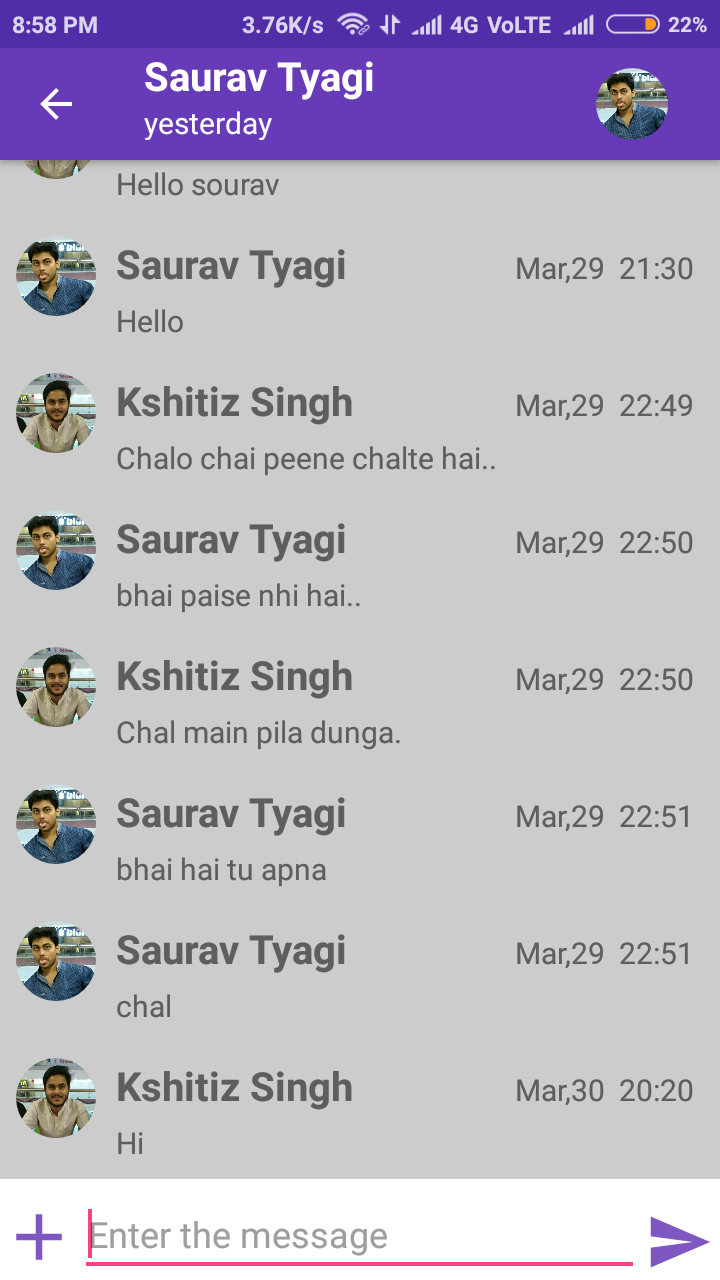 8:58 PM 3.76K/s 4G VoLTE 22%
Saurav Tyagi
yesterday
Hello sourav
Saurav Tyagi Mar,29 21:30
Hello
Kshitiz Singh Mar,29 22:49
Chalo chai peene chalte hai..
Saurav Tyagi Mar,29 22:50
bhai paise nhi hai..
Kshitiz Singh Mar,29 22:50
Chal main pila dunga.
Saurav Tyagi Mar,29 22:51
bhai hai tu apna
Saurav Tyagi Mar,29 22:51
chal
Kshitiz Singh Mar,30 20:20
Hi
Enter the message